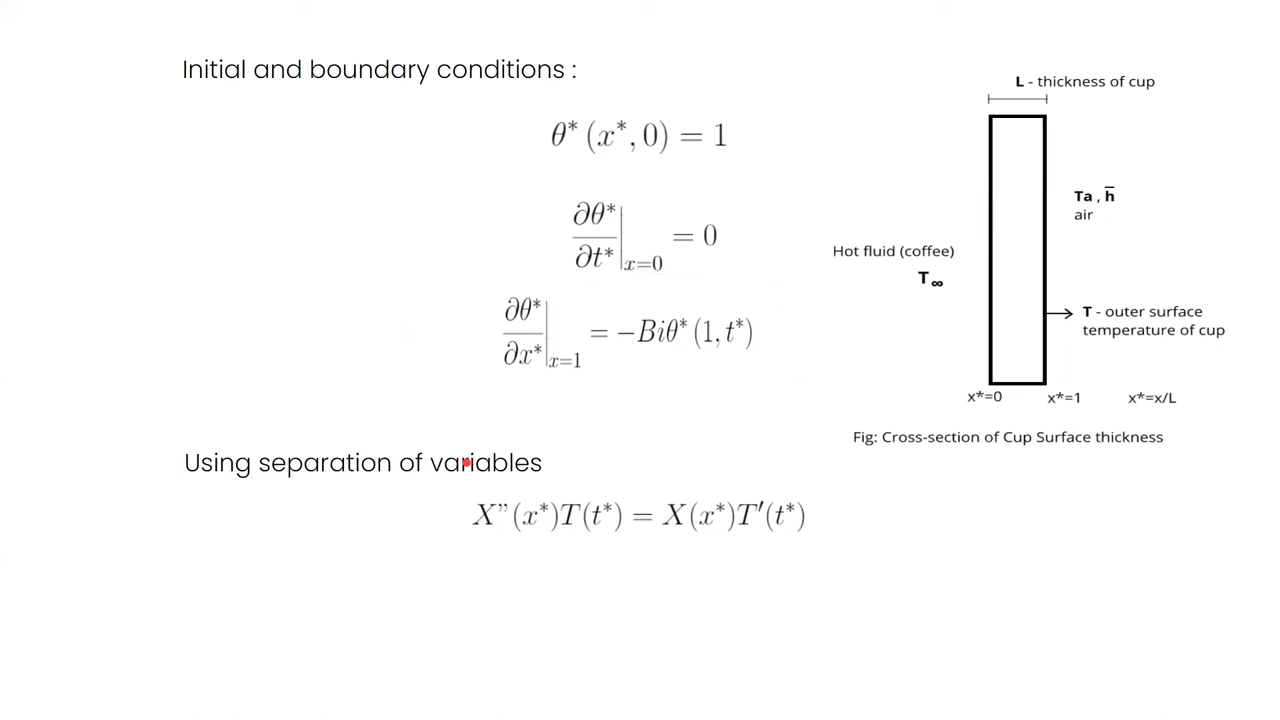 Initial and boundary conditions :
θ* (x*, 0) = 1
∂θ*/∂t* |x=0 = 0
∂θ*/∂x* |x=1 = −Biθ* (1, t*)
Using separation of variables
X”(x*)T(t*) = X(x*)T′(t*)
L - thickness of cup
Ta , h̅
air
Hot fluid (coffee)
T∞
T - outer surface
temperature of cup
x*=0 x*=1 x*=x/L
Fig: Cross-section of Cup Surface thickness